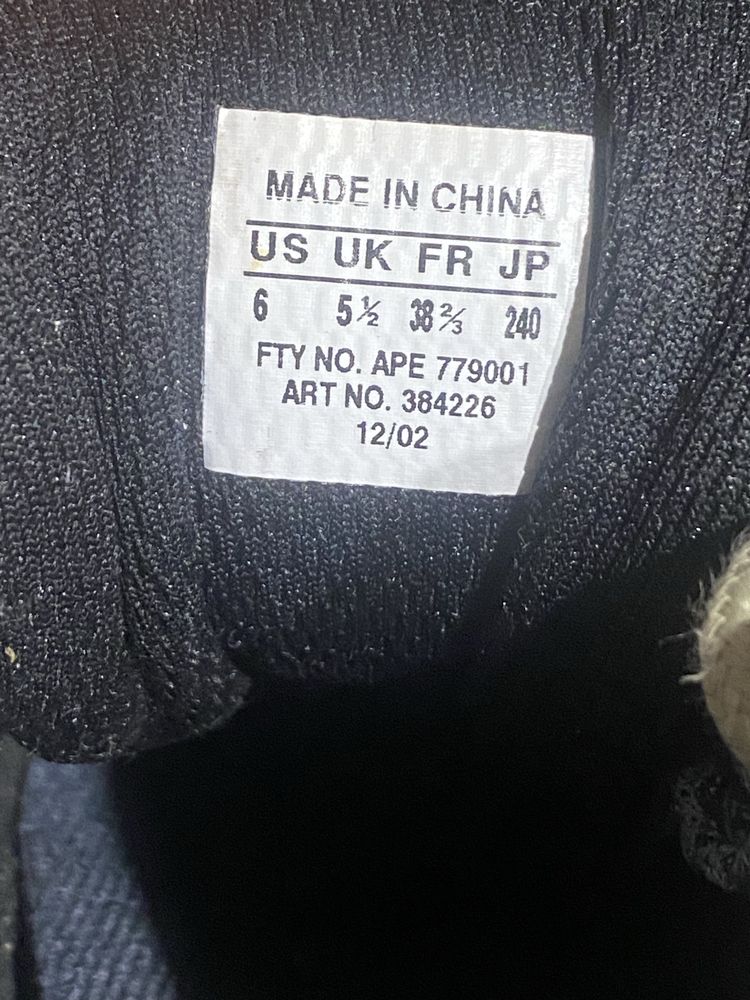 MADE IN CHINA
US UK FR JP
6 5½ 38⅔ 240
FTY NO. APE 779001
ART NO. 384226
12/02